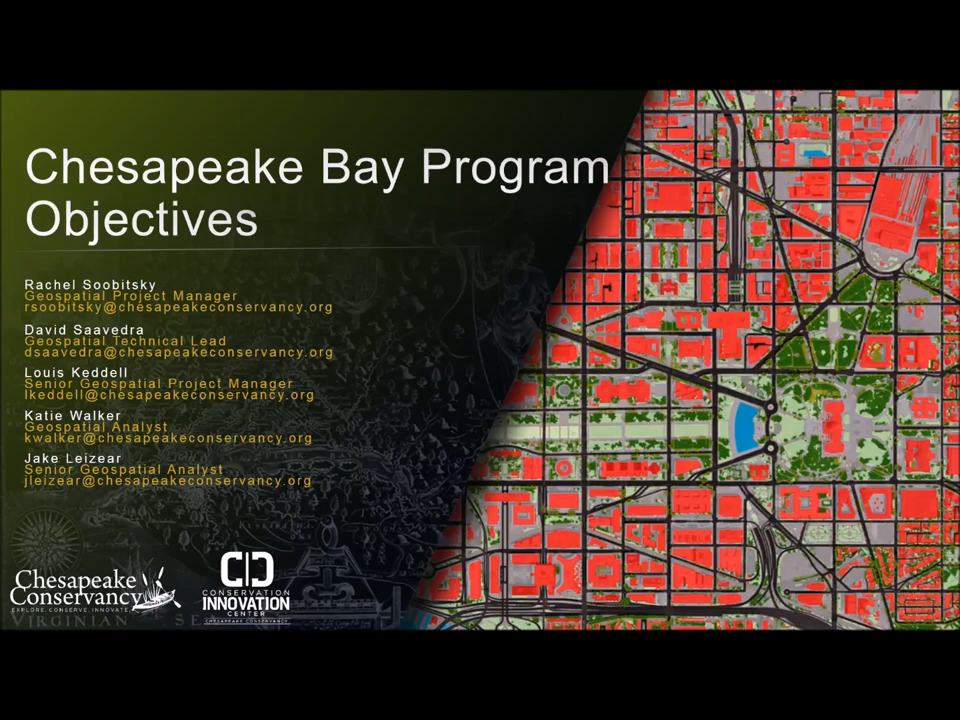 Chesapeake Bay Program
Objectives
Rachel Soobitsky
Geospatial Project Manager
rsoobitsky@chesapeakeconservancy.org
David Saavedra
Geospatial Technical Lead
dsaavedra@chesapeakeconservancy.org
Louis Keddell
Senior Geospatial Project Manager
lkeddell@chesapeakeconservancy.org
Katie Walker
Geospatial Analyst
kwalker@chesapeakeconservancy.org
Jake Leizear
Senior Geospatial Analyst
jleizear@chesapeakeconservancy.org
Chesapeake
Conservancy
EXPLORE. CONSERVE. INNOVATE.
VIRGINIAN SE
CONSERVATION
INNOVATION
CENTER
CHESAPEAKE CONSERVANCY